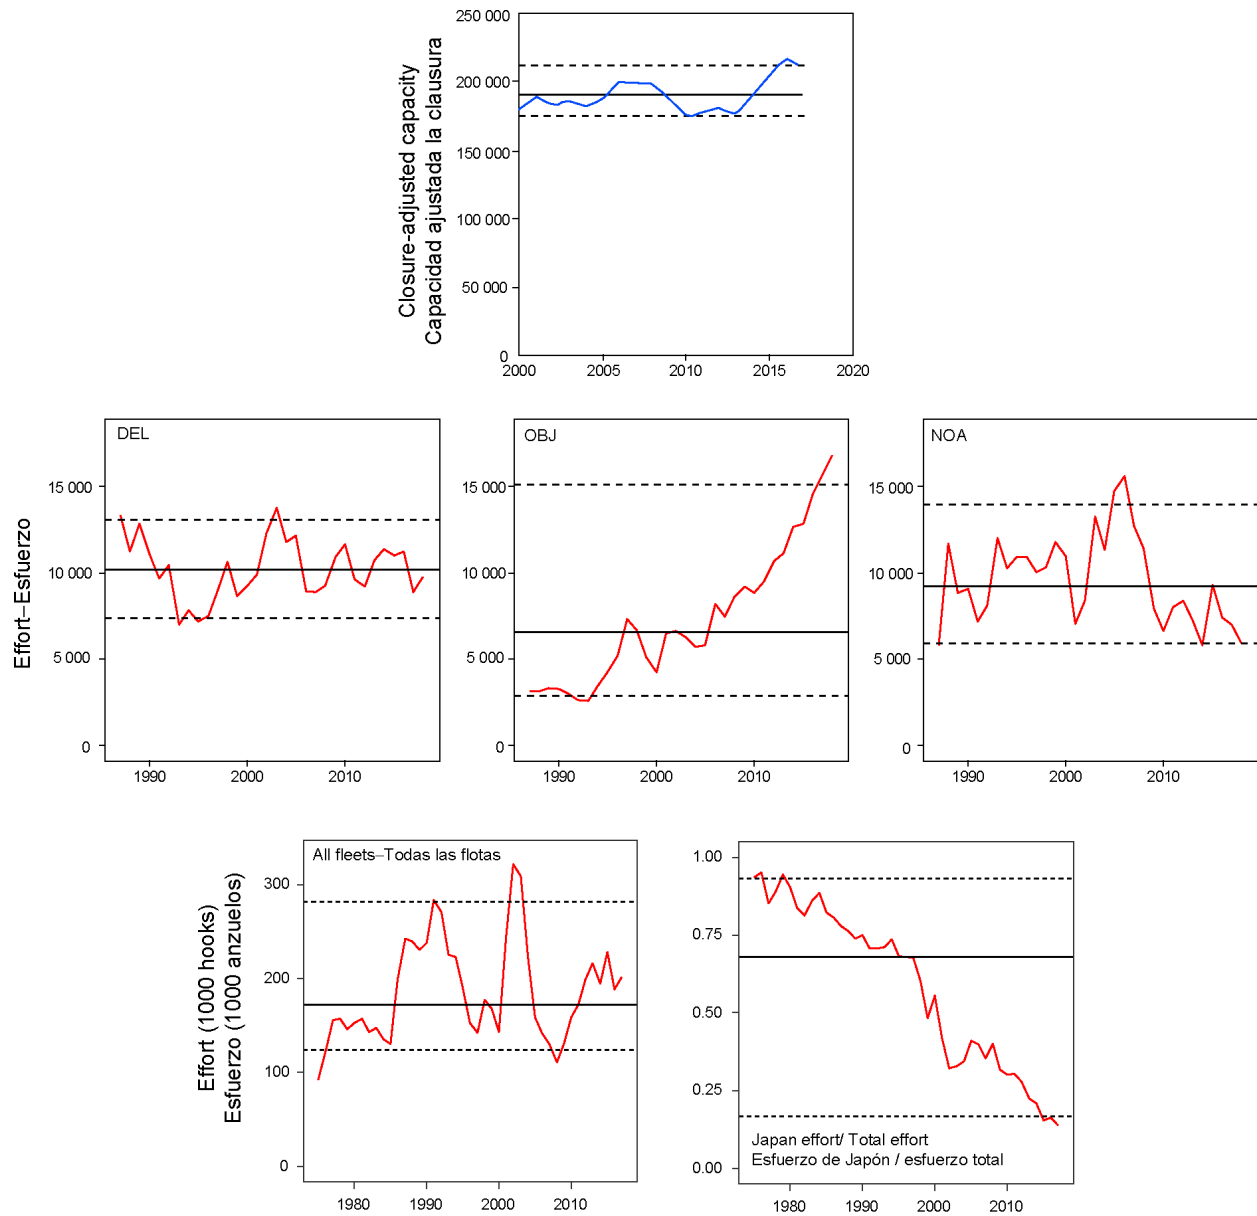 Closure-adjusted capacity
Capacidad ajustada la clausura
250 000
200 000
150 000
100 000
50 000
0
2000 2005 2010 2015 2020
Effort–Esfuerzo
DEL
15 000
10 000
5 000
0
1990 2000 2010
OBJ
15 000
10 000
5 000
0
1990 2000 2010
NOA
15 000
10 000
5 000
0
1990 2000 2010
Effort (1000 hooks)
Esfuerzo (1000 anzuelos)
All fleets–Todas las flotas
300
200
100
0
1980 1990 2000 2010
1.00
0.75
0.50
0.25
0.00
Japan effort/ Total effort
Esfuerzo de Japón / esfuerzo total
1980 1990 2000 2010